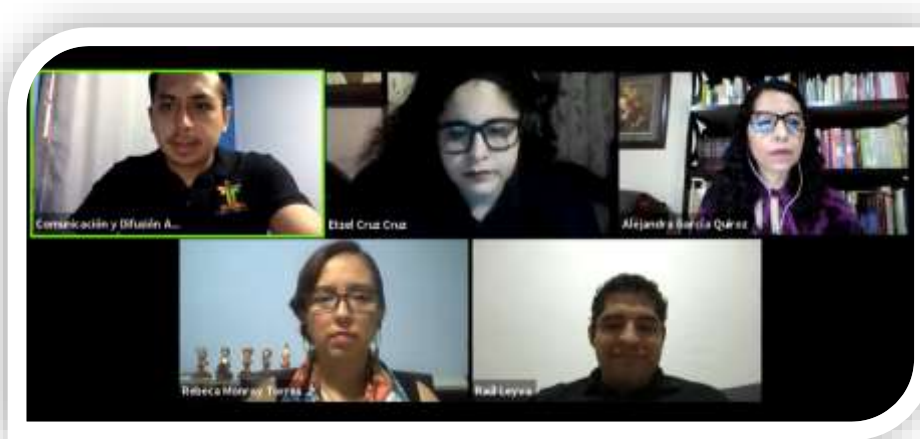 Comunicación y Difusión A...
Etzel Cruz Cruz
Alejandra García Quiroz
Rebeca Monroy Torres
Raúl Leyva